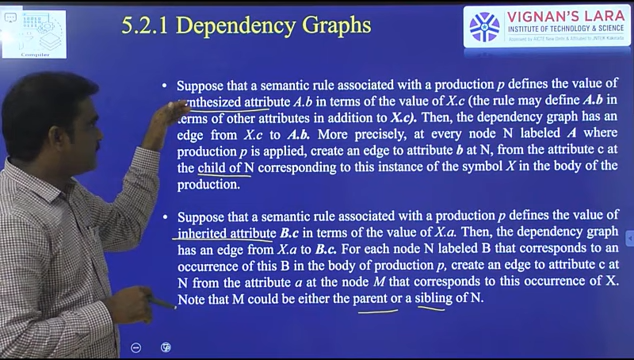 5.2.1 Dependency Graphs
VIGNAN'S LARA
INSTITUTE OF TECHNOLOGY & SCIENCE
Computer
• Suppose that a semantic rule associated with a production p defines the value of
synthesized attribute A.b in terms of the value of X.c (the rule may define A.b in
terms of other attributes in addition to X.c). Then, the dependency graph has an
edge from X.c to A.b. More precisely, at every node N labeled A where
production p is applied, create an edge to attribute b at N, from the attribute c at
the child of N corresponding to this instance of the symbol X in the body of the
production.
• Suppose that a semantic rule associated with a production p defines the value of
inherited attribute B.c in terms of the value of X.a. Then, the dependency graph
has an edge from X.a to B.c. For each node N labeled B that corresponds to an
occurrence of this B in the body of production p, create an edge to attribute c at
N from the attribute a at the node M that corresponds to this occurrence of X.
Note that M could be either the parent or a sibling of N.